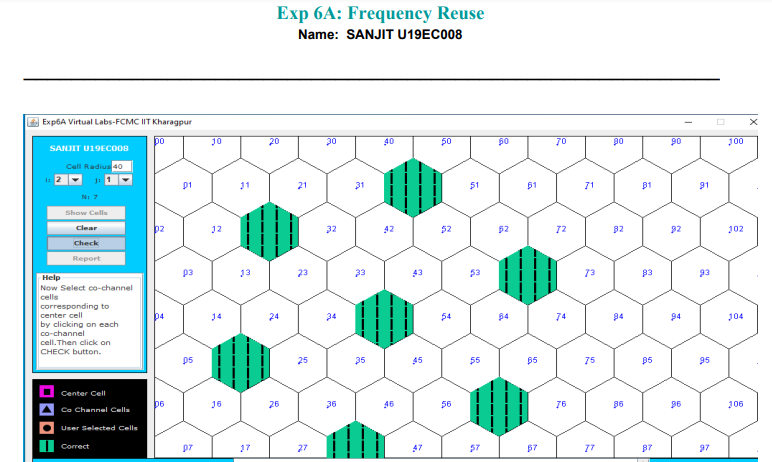 Exp 6A: Frequency Reuse
Name: SANJIT U19EC008
Exp6A Virtual Labs-FCMC IIT Kharagpur
SANJIT U19EC008
Cell Radius 40
i: 2 j: 1
N: 7
Show Cells
Clear
Check
Report
Help
Now Select co-channel
cells
corresponding to
center cell
by clicking on each
co-channel
cell.Then click on
CHECK button.
Center Cell
Co Channel Cells
User Selected Cells
Correct
00 10 20 30 40 50 60 70 80 90 100
01 11 21 31 51 61 71 81 91
02 12 32 42 52 62 72 82 92 102
03 13 23 33 43 53 73 83 93
04 14 24 34 54 64 74 84 94 104
05 25 35 45 55 65 75 85 95
06 16 26 36 46 56 76 86 96 106
07 17 27 47 57 67 77 87 97